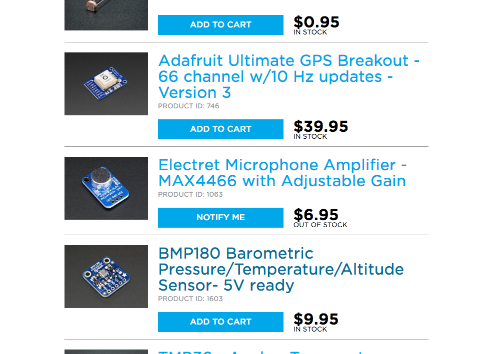 ADD TO CART
$0.95
IN STOCK
Adafruit Ultimate GPS Breakout -
66 channel w/10 Hz updates -
Version 3
PRODUCT ID: 746
ADD TO CART
$39.95
IN STOCK
Electret Microphone Amplifier -
MAX4466 with Adjustable Gain
PRODUCT ID: 1063
NOTIFY ME
$6.95
OUT OF STOCK
BMP180 Barometric
Pressure/Temperature/Altitude
Sensor- 5V ready
PRODUCT ID: 1603
ADD TO CART
$9.95
IN STOCK